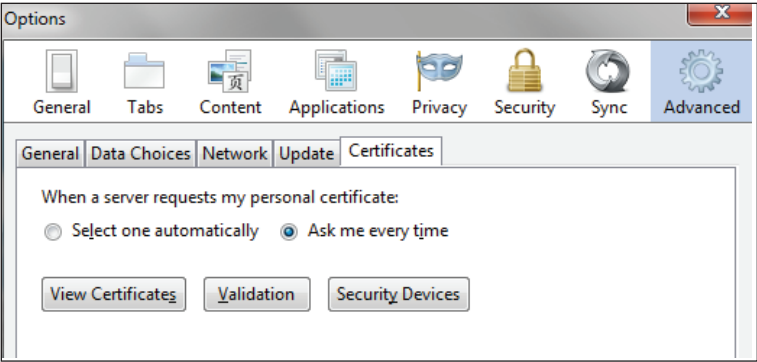 Options
X
页
General Tabs Content Applications Privacy Security Sync Advanced
General Data Choices Network Update Certificates
When a server requests my personal certificate:
Select one automatically Ask me every time
View Certificates Validation Security Devices